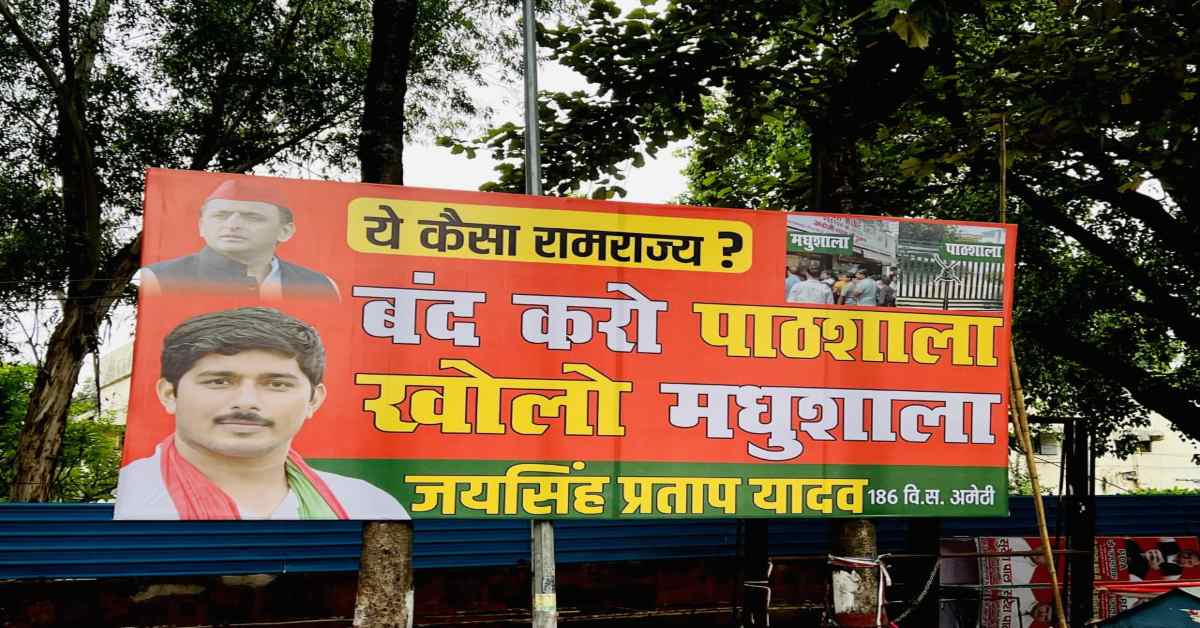 ये कैसा रामराज्य ?
मधुशाला
पाठशाला
बंद करो पाठशाला
खोलो मधुशाला
जयसिंह प्रताप यादव 186 वि.स. अमेठी